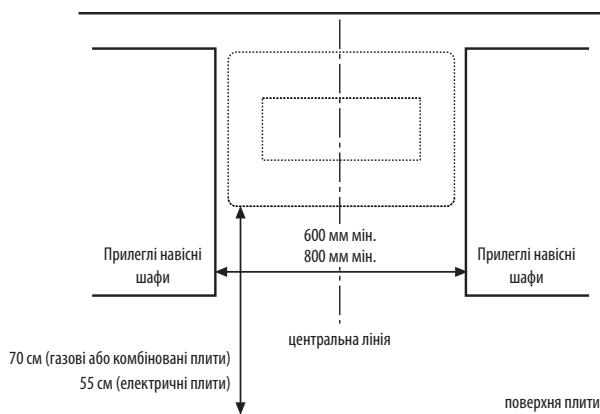 600 мм мін.
800 мм мін.
Прилеглі навісні
шафи
Прилеглі навісні
шафи
центральна лінія
70 см (газові або комбіновані плити)
55 см (електричні плити)
поверхня плити